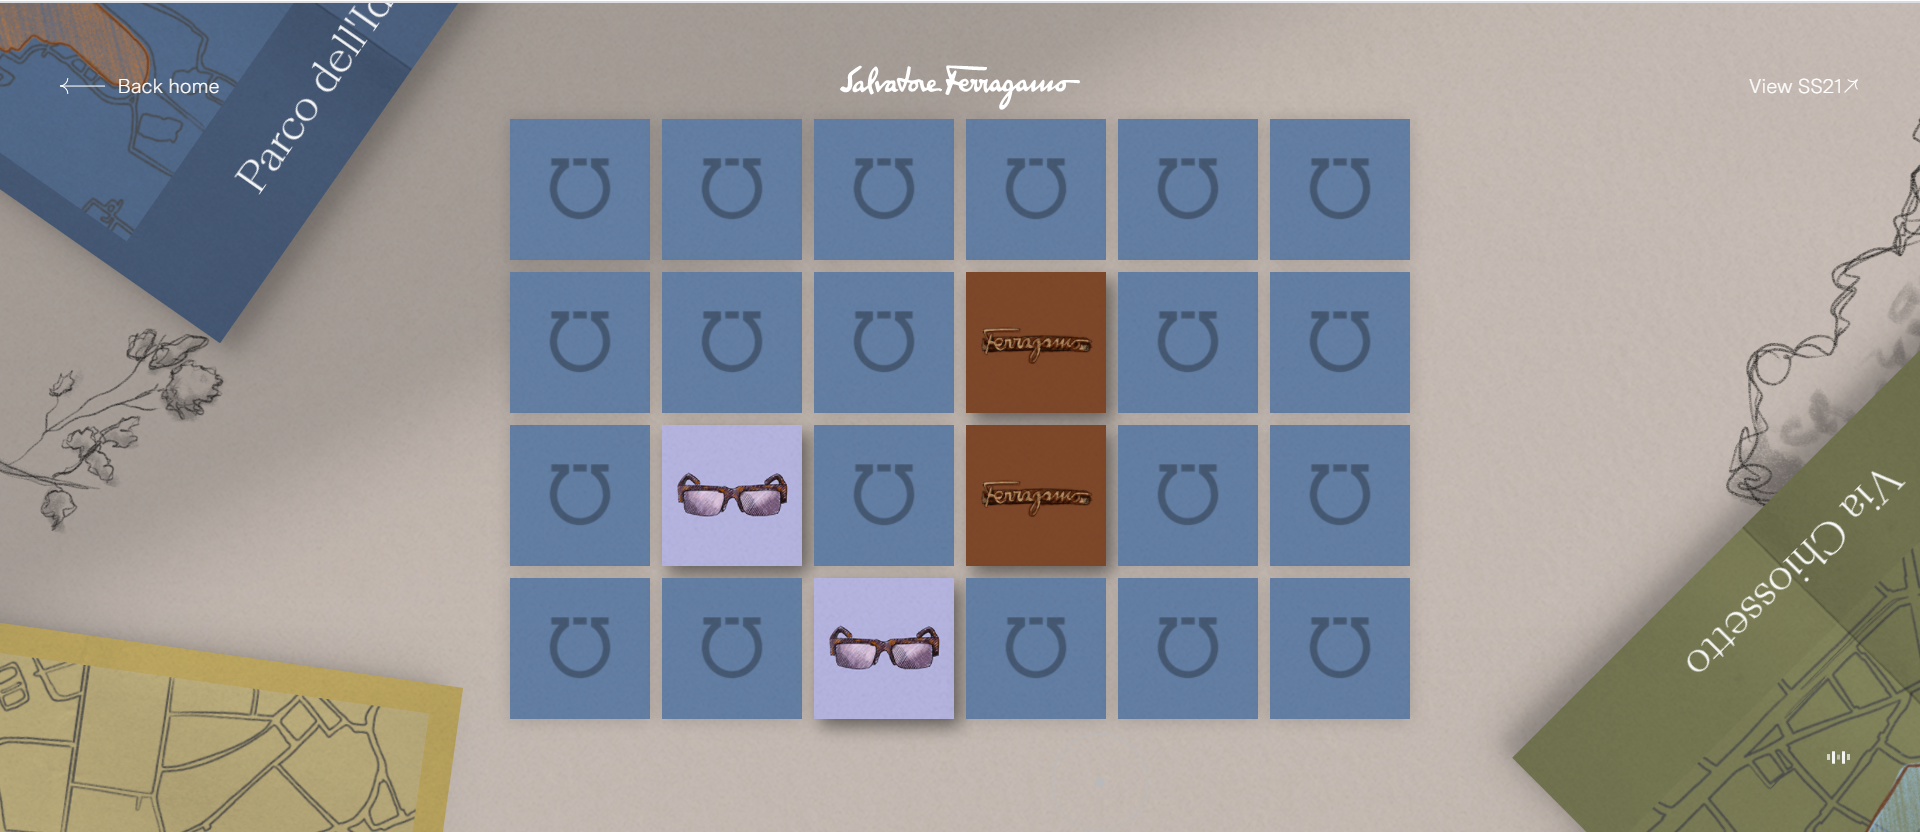 Parco dell'Id
Back home
Salvatore Ferragamo
View SS21
Ferragamo
Ferragamo
Via Chiossetto